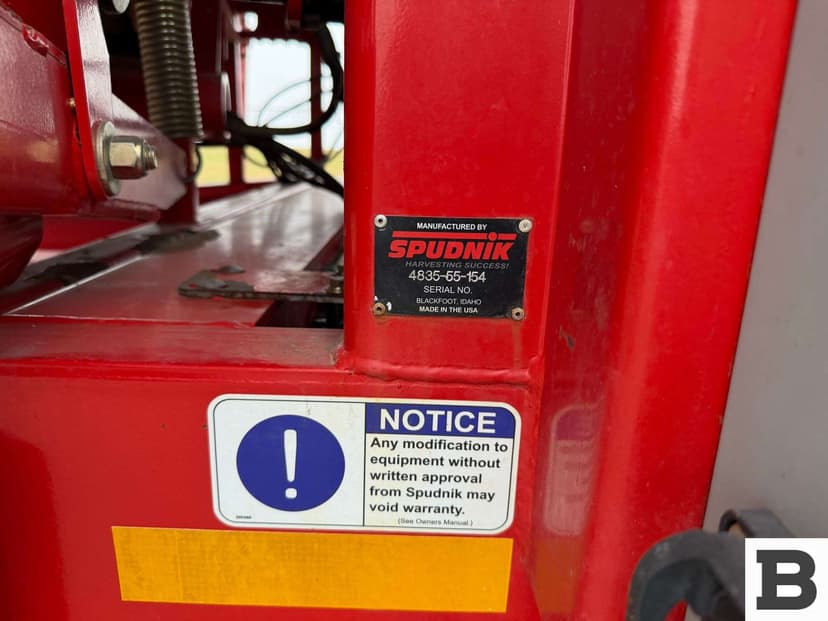 MANUFACTURED BY
SPUDNIK
HARVESTING SUCCESS!
4835-55-154
SERIAL NO.
BLACKFOOT, IDAHO
MADE IN THE USA
!
NOTICE
Any modification to
equipment without
written approval
from Spudnik may
void warranty.
(See Owners Manual.)
B